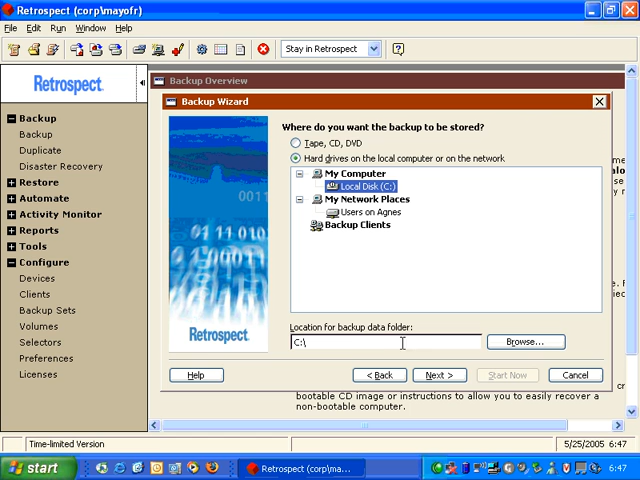 Retrospect (corp\mayofr)
File Edit Run Window Help
Stay in Retrospect
Retrospect.
Backup
Backup
Duplicate
Disaster Recovery
Restore
Automate
Activity Monitor
Reports
Tools
Configure
Devices
Clients
Backup Sets
Volumes
Selectors
Preferences
Licenses
Backup Overview
Backup Wizard
0011
01 11 0 01
Retrospect
Where do you want the backup to be stored?
Tape, CD, DVD
Hard drives on the local computer or on the network
My Computer
Local Disk (C:)
My Network Places
Users on Agnes
Backup Clients
Location for backup data folder:
C:\
Browse...
Help
< Back
Next >
Start Now
Cancel
bootable CD image or instructions to allow you to easily recover a
non-bootable computer.
Time-limited Version
5/25/2005 6:47
start
Retrospect (corp\ma...
6:47